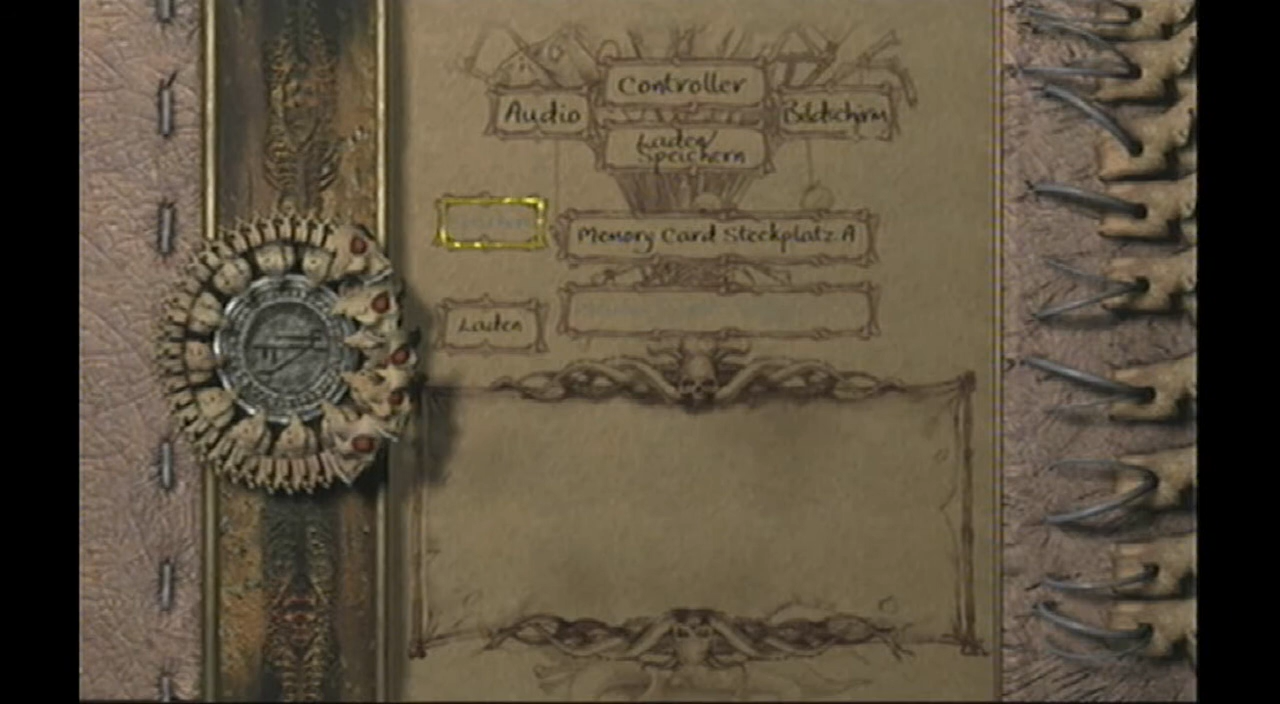 Controller
Audio
Bildschirm
Laden/
Speichern
Memory Card Steckplatz A
Laden